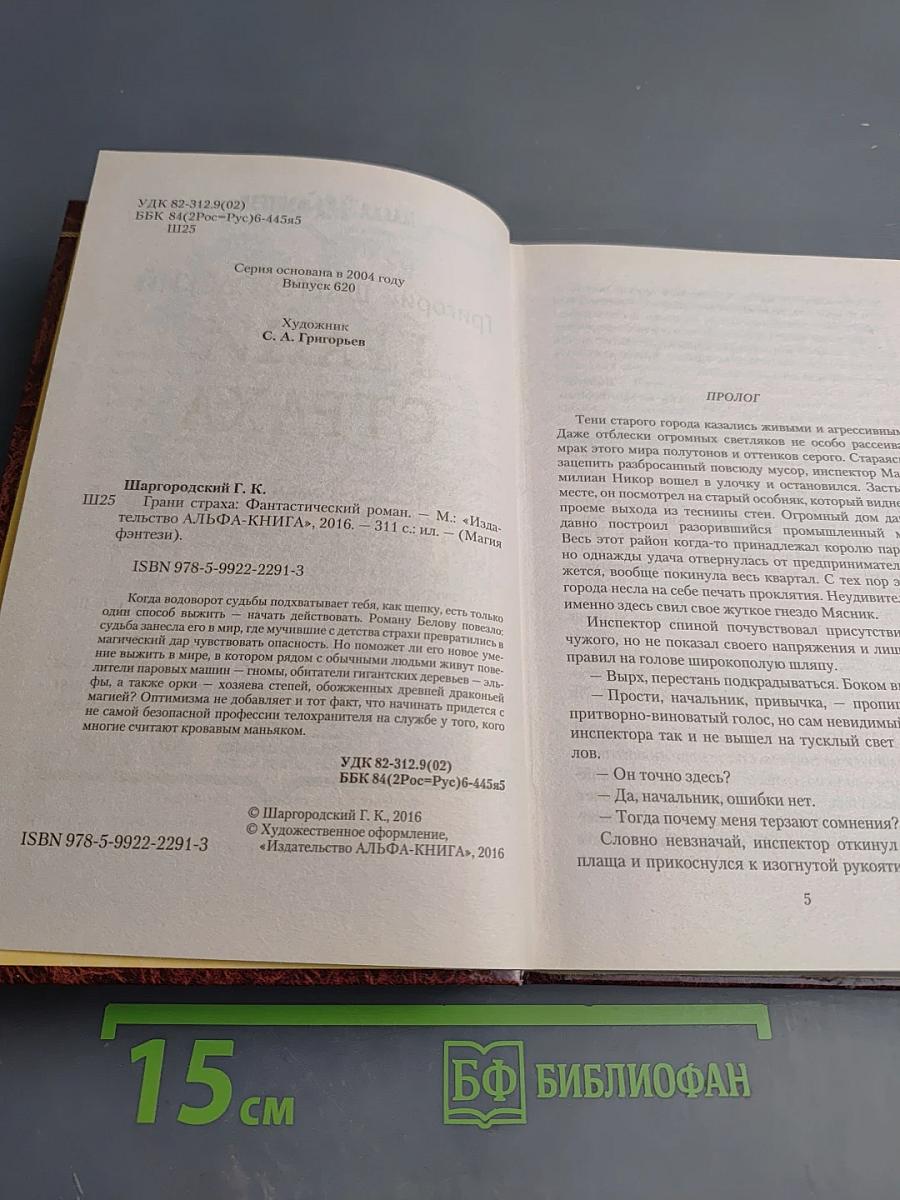 УДК 82-312.9(02)
ББК 84(2Рос=Рус)6-445я5
Ш25
Серия основана в 2004 году
Выпуск 620
Художник
С. А. Григорьев
Шаргородский Г. К.
Ш25 Грани страха: Фантастический роман. — М.: «Изда-
тельство АЛЬФА-КНИГА», 2016. — 311 с.: ил. — (Магия
фэнтези).
ISBN 978-5-9922-2291-3
Когда водоворот судьбы подхватывает тебя, как щепку, есть только
один способ выжить — начать действовать. Роману Белову повезло:
судьба занесла его в мир, где мучившие с детства страхи превратились в
магический дар чувствовать опасность. Но поможет ли его новое уме-
ние выжить в мире, в котором рядом с обычными людьми живут пове-
лители паровых машин — гномы, обитатели гигантских деревьев — эль-
фы, а также орки — хозяева степей, обожженных древней драконьей
магией? Оптимизма не добавляет и тот факт, что начинать придется с
не самой безопасной профессии телохранителя на службе у того, кого
многие считают кровавым маньяком.
УДК 82-312.9(02)
ББК 84(2Рос=Рус)6-445я5
© Шаргородский Г. К., 2016
© Художественное оформление,
«Издательство АЛЬФА-КНИГА», 2016
ISBN 978-5-9922-2291-3
ПРОЛОГ
Тени старого города казались живыми и агрессивным
Даже отблески огромных светляков не особо рассеива
мрак этого мира полутонов и оттенков серого. Стараяс
зацепить разбросанный повсюду мусор, инспектор Ма
милиан Никор вошел в улочку и остановился. Засты
месте, он посмотрел на старый особняк, который видне
проеме выхода из теснины стен. Огромный дом да
давно построил разорившийся промышленный м
Весь этот район когда-то принадлежал королю пар
но однажды удача отвернулась от предпринимател
жется, вообще покинула весь квартал. С тех пор э
города несла на себе печать проклятия. Неудивител
именно здесь свил свое жуткое гнездо Мясник.
Инспектор спиной почувствовал присутстви
чужого, но не показал своего напряжения и лиш
правил на голове широкополую шляпу.
— Вырх, перестань подкрадываться. Боком вы
— Прости, начальник, привычка, — пропищ
притворно-виноватый голос, но сам невидимый
инспектора так и не вышел на тусклый свет
лов.
— Он точно здесь?
— Да, начальник, ошибки нет.
— Тогда почему меня терзают сомнения?
Словно невзначай, инспектор откинул
плаща и прикоснулся к изогнутой рукояти
5
15 см
БФ БИБЛИОФАН